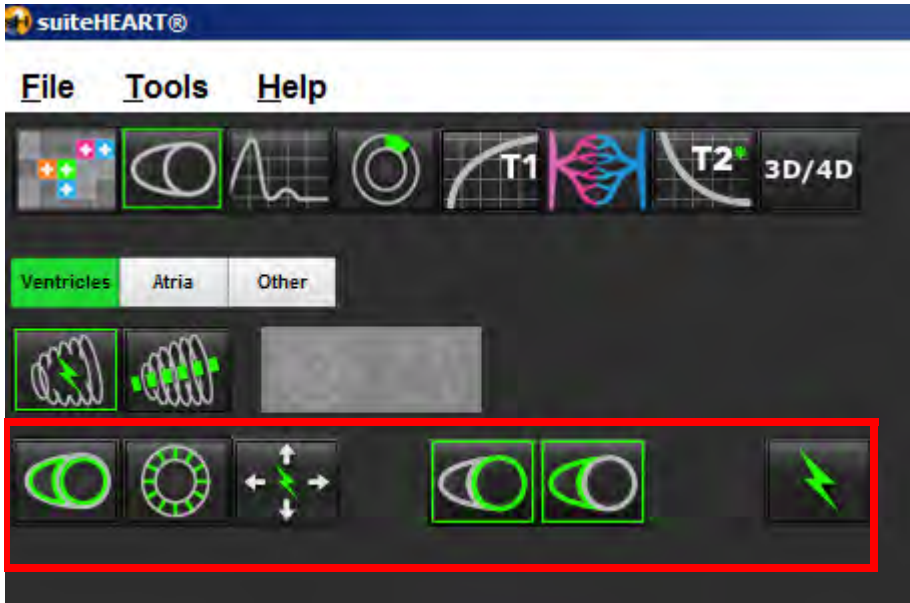 suiteHEART®
File Tools Help
T1 T2* 3D/4D
Ventricles Atria Other